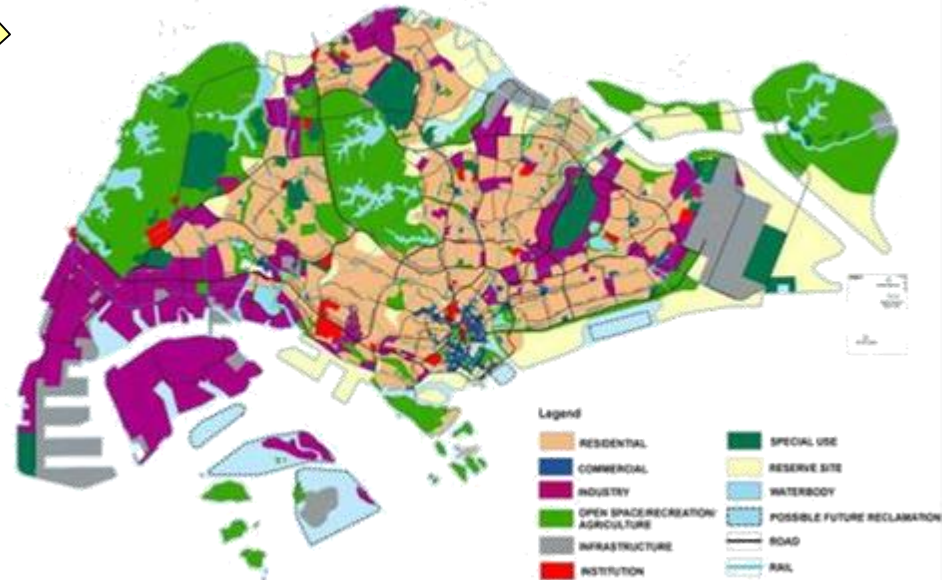 Legend
RESIDENTIAL
COMMERCIAL
INDUSTRY
OPEN SPACE/RECREATION/
AGRICULTURE
INFRASTRUCTURE
INSTITUTION
SPECIAL USE
RESERVE SITE
WATERBODY
POSSIBLE FUTURE RECLAMATION
ROAD
RAIL